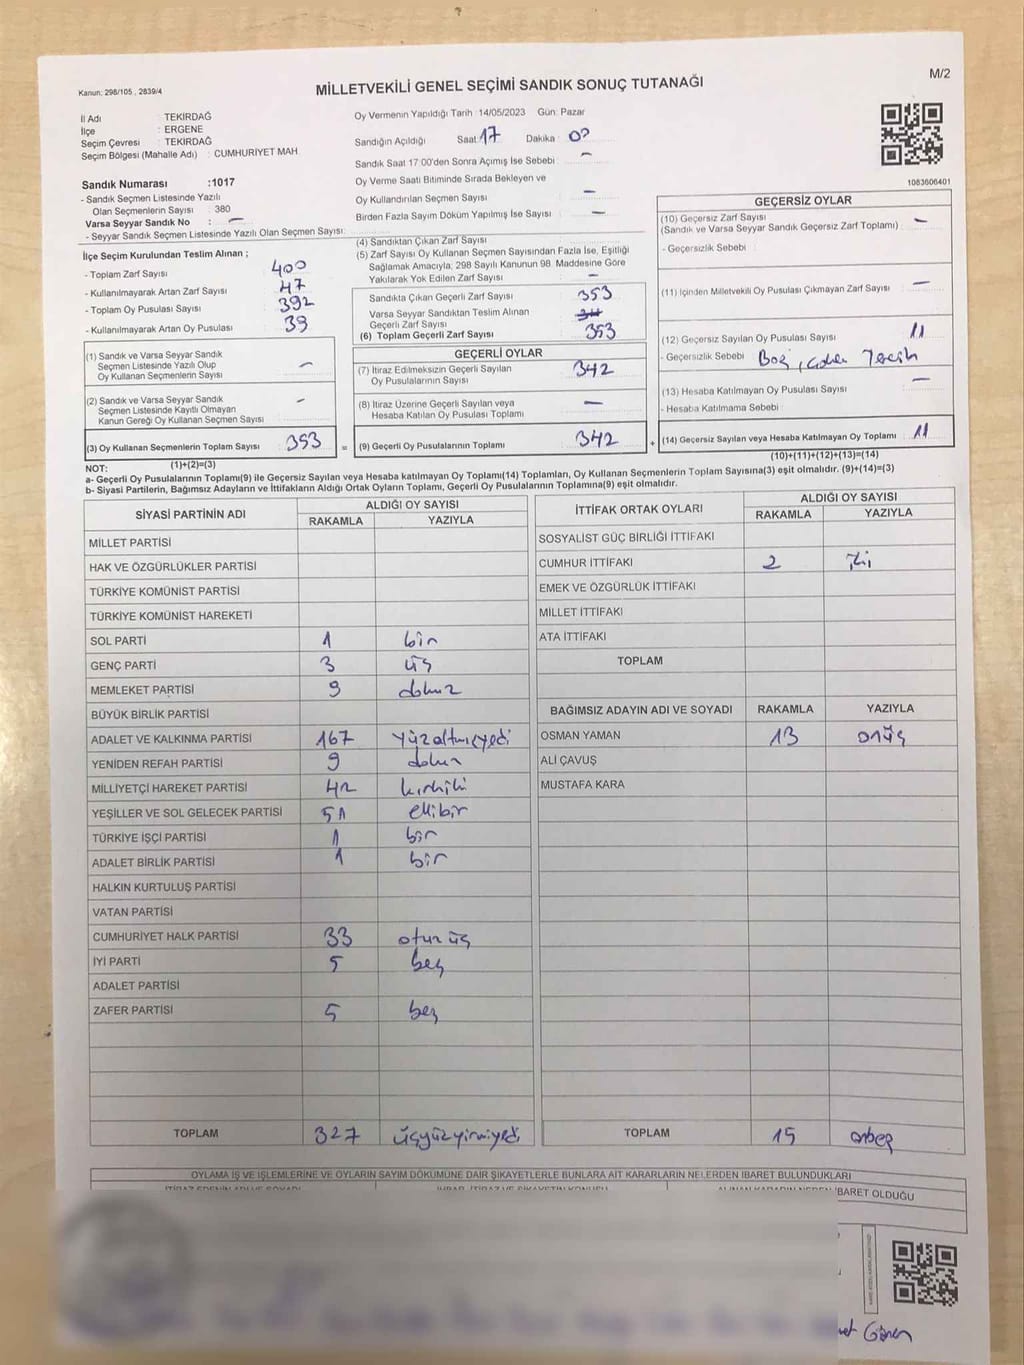 M/2
Kanun: 298/105 , 2839/4
MİLLETVEKİLİ GENEL SEÇİMİ SANDIK SONUÇ TUTANAĞI
İl Adı : TEKİRDAĞ
İlçe : ERGENE
Seçim Çevresi : TEKİRDAĞ
Seçim Bölgesi (Mahalle Adı) : CUMHURİYET MAH.
Sandık Numarası :1017
- Sandık Seçmen Listesinde Yazılı
Olan Seçmenlerin Sayısı : 380
Varsa Seyyar Sandık No : —
- Seyyar Sandık Seçmen Listesinde Yazılı Olan Seçmen Sayısı:
Oy Vermenin Yapıldığı Tarih :14/05/2023 Gün: Pazar
Sandığın Açıldığı Saat: 17 Dakika : 00
Sandık Saat 17:00'den Sonra Açımış İse Sebebi : —
Oy Verme Saati Bitiminde Sırada Bekleyen ve
Oy Kullandırılan Seçmen Sayısı : —
Birden Fazla Sayım Döküm Yapılmış İse Sayısı : —
1083606401
İlçe Seçim Kurulundan Teslim Alınan ;
- Toplam Zarf Sayısı : 400
- Kullanılmayarak Artan Zarf Sayısı : 47
- Toplam Oy Pusulası Sayısı : 392
- Kullanılmayarak Artan Oy Pusulası : 39
(4) Sandıktan Çıkan Zarf Sayısı :
(5) Zarf Sayısı Oy Kullanan Seçmen Sayısından Fazla İse, Eşitliği
Sağlamak Amacıyla, 298 Sayılı Kanunun 98. Maddesine Göre
Yakılarak Yok Edilen Zarf Sayısı : —
Sandıkta Çıkan Geçerli Zarf Sayısı : 353
Varsa Seyyar Sandıktan Teslim Alınan
Geçerli Zarf Sayısı :
(6) Toplam Geçerli Zarf Sayısı : 353
GEÇERSİZ OYLAR
(10) Geçersiz Zarf Sayısı : —
(Sandık ve Varsa Seyyar Sandık Geçersiz Zarf Toplamı)
- Geçersizlik Sebebi :
(11) İçinden Milletvekili Oy Pusulası Çıkmayan Zarf Sayısı : —
(12) Geçersiz Sayılan Oy Pusulası Sayısı : 11
- Geçersizlik Sebebi : Boş,
(13) Hesaba Katılmayan Oy Pusulası Sayısı : —
- Hesaba Katılmama Sebebi :
(14) Geçersiz Sayılan veya Hesaba Katılmayan Oy Toplamı : 11
(10)+(11)+(12)+(13)=(14)
(1) Sandık ve Varsa Seyyar Sandık
Seçmen Listesinde Yazılı Olup
Oy Kullanan Seçmenlerin Sayısı : —
(2) Sandık ve Varsa Seyyar Sandık
Seçmen Listesinde Kayıtlı Olmayan
Kanun Gereği Oy Kullanan Seçmen Sayısı : —
(3) Oy Kullanan Seçmenlerin Toplam Sayısı : 353 =
(1)+(2)=(3)
GEÇERLİ OYLAR
(7) İtiraz Edilmeksizin Geçerli Sayılan
Oy Pusulalarının Sayısı : 342
(8) İtiraz Üzerine Geçerli Sayılan veya
Hesaba Katılan Oy Pusulası Toplamı : —
(9) Geçerli Oy Pusulalarının Toplamı : 342 +
NOT:
a- Geçerli Oy Pusulalarının Toplamı(9) ile Geçersiz Sayılan veya Hesaba katılmayan Oy Toplamı(14) Toplamları, Oy Kullanan Seçmenlerin Toplam Sayısına(3) eşit olmalıdır. (9)+(14)=(3)
b- Siyasi Partilerin, Bağımsız Adayların ve İttifakların Aldığı Ortak Oyların Toplamı, Geçerli Oy Pusulalarının Toplamına(9) eşit olmalıdır.
SİYASİ PARTİNİN ADI ALDIĞI OY SAYISI
RAKAMLA YAZIYLA
MİLLET PARTİSİ
HAK VE ÖZGÜRLÜKLER PARTİSİ
TÜRKİYE KOMÜNİST PARTİSİ
TÜRKİYE KOMÜNİST HAREKETİ
SOL PARTİ 1 bir
GENÇ PARTİ 3 üç
MEMLEKET PARTİSİ 9 dokuz
BÜYÜK BİRLİK PARTİSİ
ADALET VE KALKINMA PARTİSİ 167 yüzaltmışyedi
YENİDEN REFAH PARTİSİ 9 dokuz
MİLLİYETÇİ HAREKET PARTİSİ 42 kırkiki
YEŞİLLER VE SOL GELECEK PARTİSİ 51 ellibir
TÜRKİYE İŞÇİ PARTİSİ 1 bir
ADALET BİRLİK PARTİSİ 1 bir
HALKIN KURTULUŞ PARTİSİ
VATAN PARTİSİ
CUMHURİYET HALK PARTİSİ 33 otuz üç
İYİ PARTİ 5 beş
ADALET PARTİSİ
ZAFER PARTİSİ 5 beş
TOPLAM 327 üçyüzyirmiyedi
İTTİFAK ORTAK OYLARI ALDIĞI OY SAYISI
RAKAMLA YAZIYLA
SOSYALİST GÜÇ BİRLİĞİ İTTİFAKI
CUMHUR İTTİFAKI 2 iki
EMEK VE ÖZGÜRLÜK İTTİFAKI
MİLLET İTTİFAKI
ATA İTTİFAKI
TOPLAM
BAĞIMSIZ ADAYIN ADI VE SOYADI RAKAMLA YAZIYLA
OSMAN YAMAN 13 onüç
ALİ ÇAVUŞ
MUSTAFA KARA
TOPLAM 15 onbeş
OYLAMA İŞ VE İŞLEMLERİNE VE OYLARIN SAYIM DÖKÜMÜNE DAİR ŞİKAYETLERLE BUNLARA AİT KARARLARIN NELERDEN İBARET BULUNDUKLARI
İBARET OLDUĞU